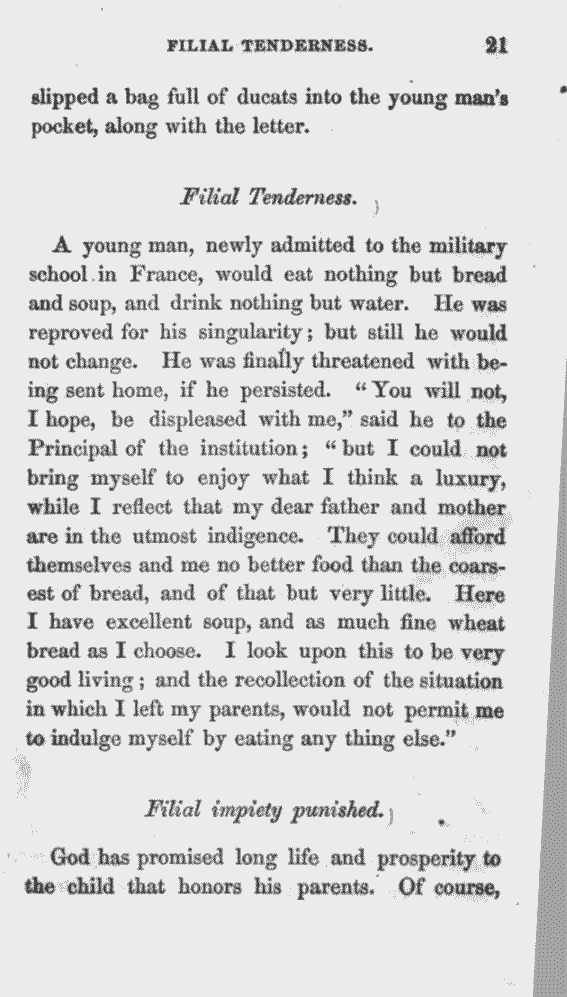 FILIAL TENDERNESS. 21
slipped a bag full of ducats into the young man's
pocket, along with the letter.
Filial Tenderness.
A young man, newly admitted to the military
school in France, would eat nothing but bread
and soup, and drink nothing but water. He was
reproved for his singularity; but still he would
not change. He was finally threatened with be-
ing sent home, if he persisted. "You will not,
I hope, be displeased with me," said he to the
Principal of the institution; "but I could not
bring myself to enjoy what I think a luxury,
while I reflect that my dear father and mother
are in the utmost indigence. They could afford
themselves and me no better food than the coars-
est of bread, and of that but very little. Here
I have excellent soup, and as much fine wheat
bread as I choose. I look upon this to be very
good living; and the recollection of the situation
in which I left my parents, would not permit me
to indulge myself by eating any thing else."
Filial impiety punished.
God has promised long life and prosperity to
the child that honors his parents. Of course,